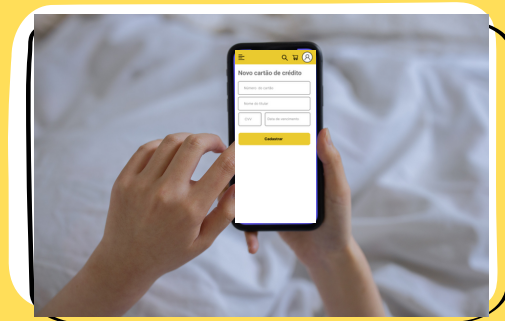 Novo cartão de crédito
Número do cartão
Nome do titular
CVV
Data de vencimento
Cadastrar